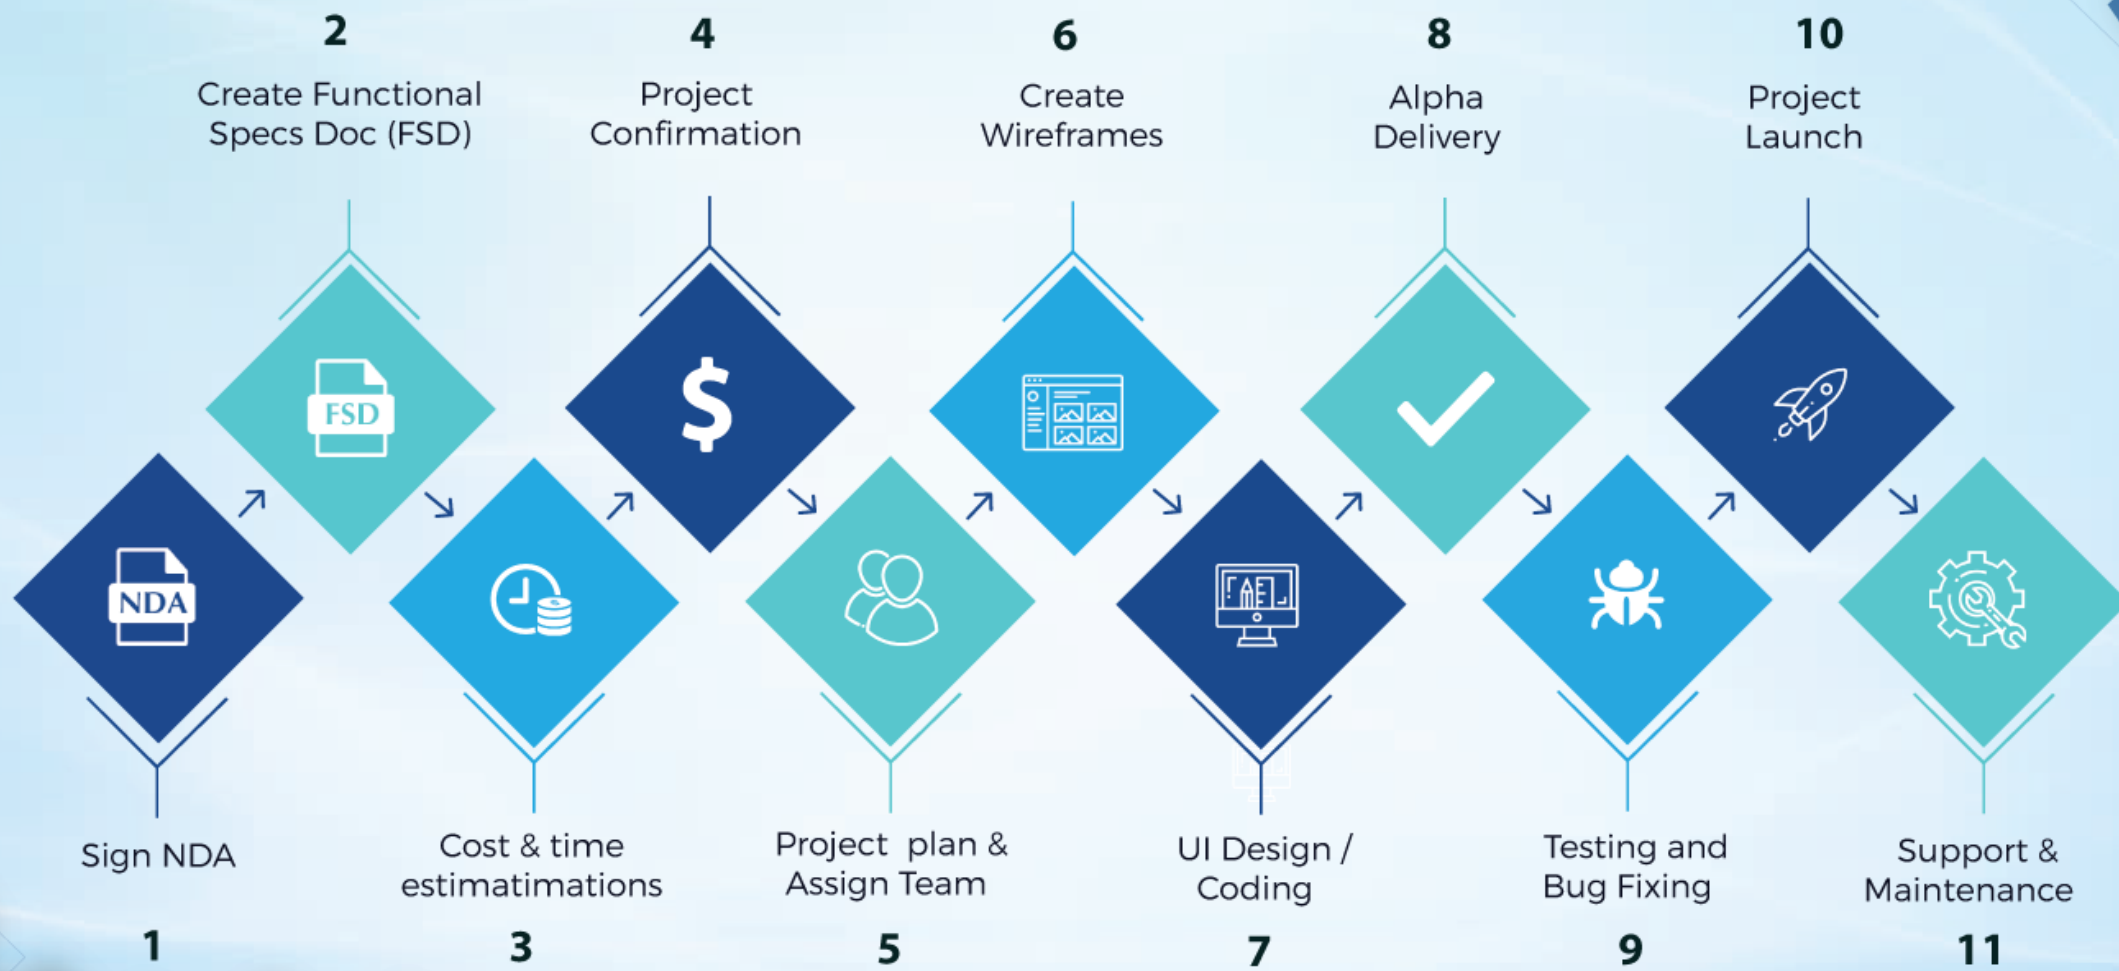 2
Create Functional
Specs Doc (FSD)
4
Project
Confirmation
6
Create
Wireframes
8
Alpha
Delivery
10
Project
Launch
FSD
$
NDA
Sign NDA
1
Cost & time
estimatimations
3
Project plan &
Assign Team
5
UI Design /
Coding
7
Testing and
Bug Fixing
9
Support &
Maintenance
11